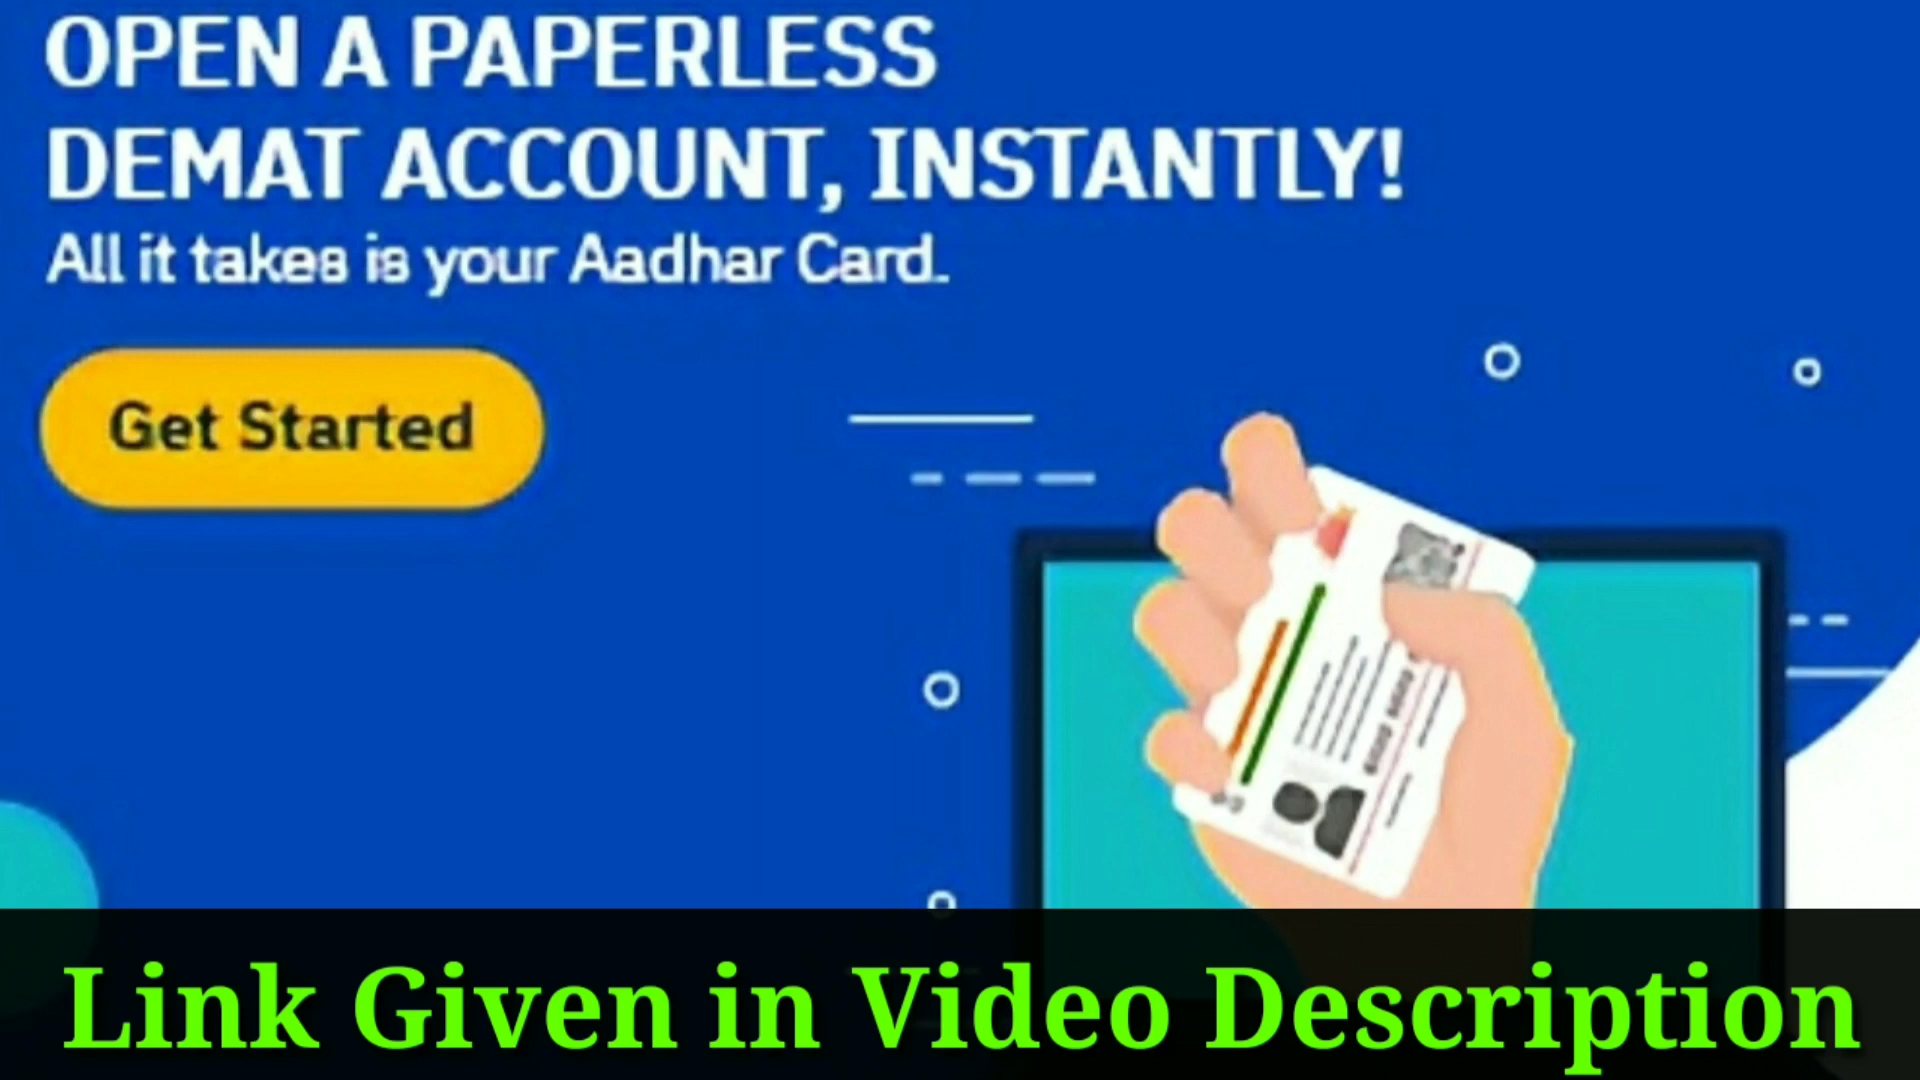 OPEN A PAPERLESS
DEMAT ACCOUNT, INSTANTLY!
All it takes is your Aadhar Card.
Get Started
Link Given in Video Description